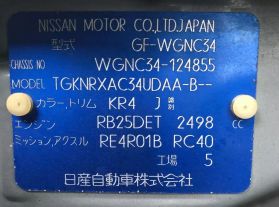 NISSAN MOTOR CO.,LTD.JAPAN
型式 GF-WGNC34
CHASSIS NO WGNC34-124855
MODEL TGKNRXAC34UDAA-B--
カラー,トリム KR4 J 類別
エンジン RB25DET 2498 CC
ミッション,アクスル RE4R01B RC40
工場 5
日産自動車株式会社